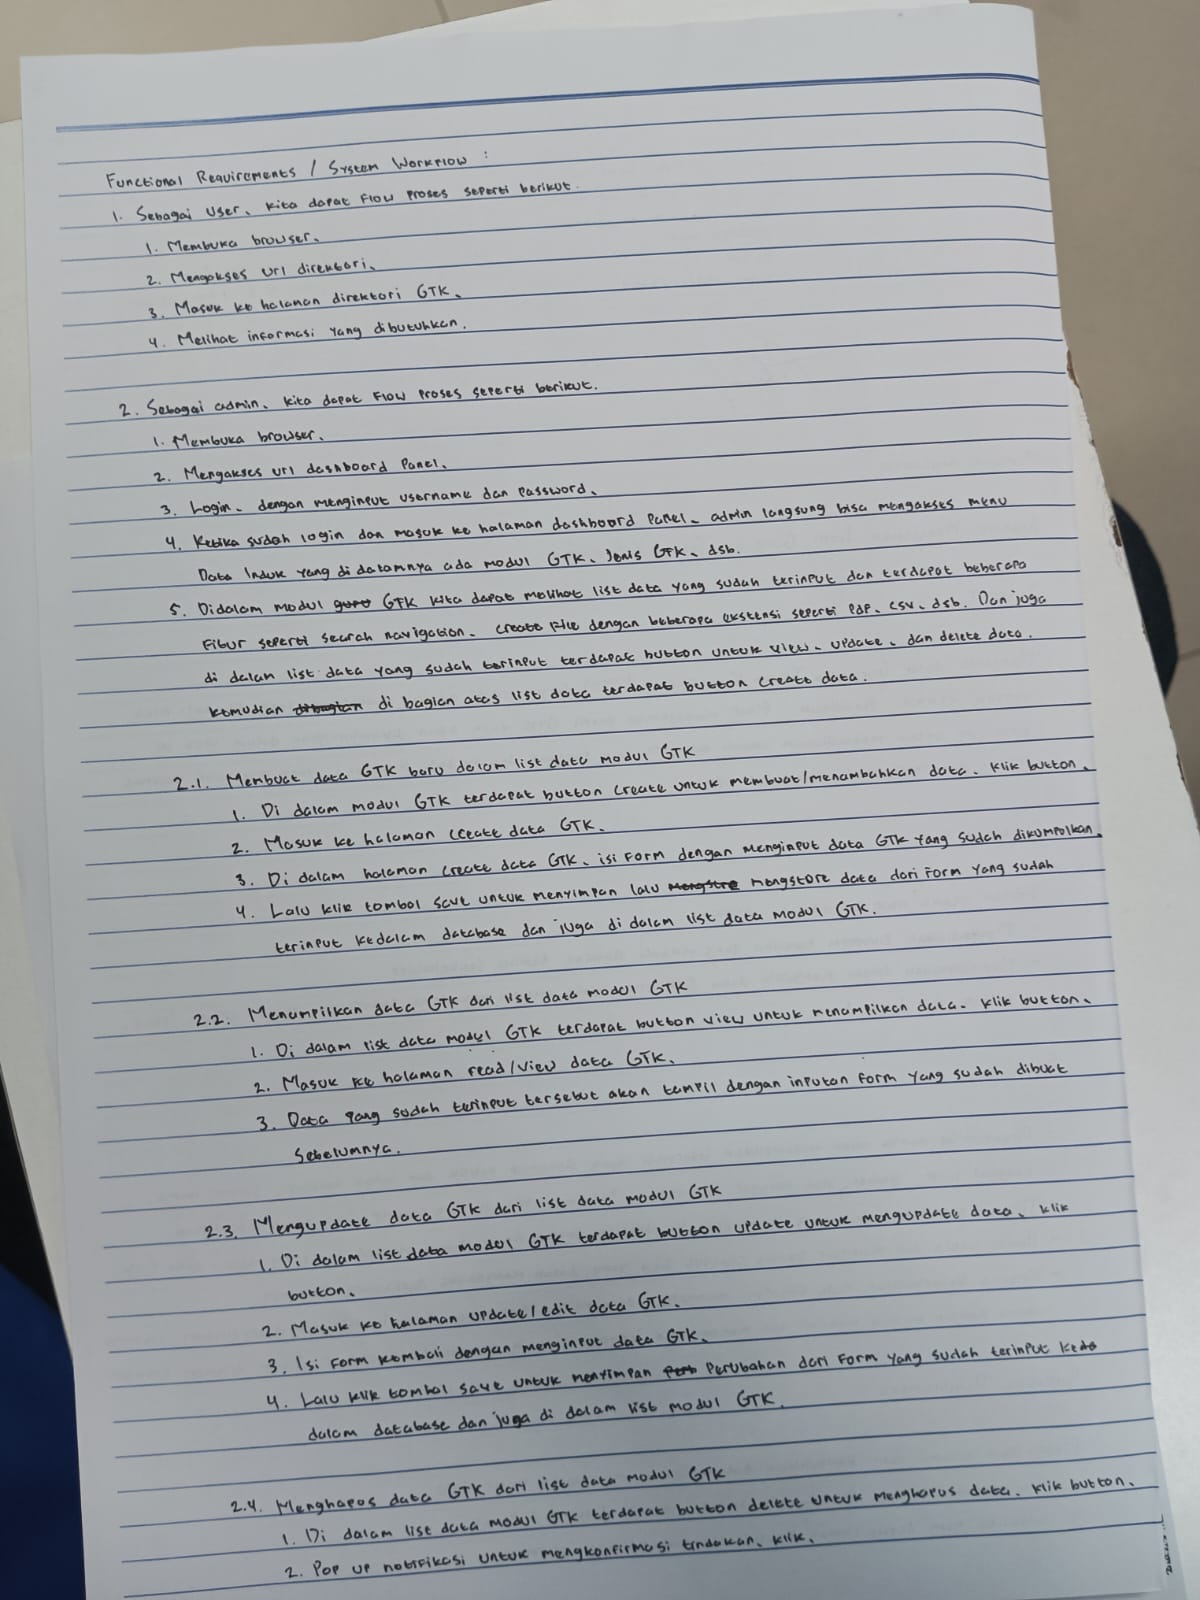 Functional Requirements / System Workflow :
1. Sebagai User, kita dapat Flow Proses seperti berikut.
1. Membuka browser.
2. Mengakses url direktori.
3. Masuk ke halaman direktori GTK.
4. Melihat informasi yang dibutuhkan.
2. Sebagai admin, kita dapat Flow Proses seperti berikut.
1. Membuka browser.
2. Mengakses url dashboard Panel.
3. Login, dengan menginput username dan password.
4. Ketika sudah login dan masuk ke halaman dashboard Panel, admin langsung bisa mengakses menu
Data Induk yang di dalamnya ada modul GTK, Jenis GTK, dsb.
5. Didalam modul guru GTK kita dapat melihat list data yang sudah terinput dan terdapat beberapa
Fitur seperti search navigation, create file dengan beberapa ekstensi seperti pdf, csv, dsb. Dan juga
di dalam list data yang sudah terinput terdapat button untuk view, update, dan delete data.
Kemudian dibagian di bagian atas list data terdapat button create data.
2.1. Membuat data GTK baru dalam list data modul GTK
1. Di dalam modul GTK terdapat button create untuk membuat/menambahkan data. Klik button.
2. Masuk ke halaman create data GTK.
3. Di dalam halaman create data GTK, isi form dengan menginput data GTK yang sudah dikumpulkan.
4. Lalu klik tombol save untuk menyimpan lalu mengstore data dari form yang sudah
terinput kedalam database dan juga di dalam list data modul GTK.
2.2. Menampilkan data GTK dari list data modul GTK
1. Di dalam list data modul GTK terdapat button view untuk menampilkan data. Klik button.
2. Masuk ke halaman read/view data GTK.
3. Data yang sudah terinput tersebut akan tampil dengan inputan form yang sudah dibuat
Sebelumnya.
2.3. Mengupdate data GTK dari list data modul GTK
1. Di dalam list data modul GTK terdapat button update untuk mengupdate data, klik
button.
2. Masuk ke halaman update/edit data GTK.
3. Isi form kembali dengan menginput data GTK.
4. Lalu klik tombol save untuk menyimpan perubahan dari form yang sudah terinput ke
dalam database dan juga di dalam list modul GTK.
2.4. Menghapus data GTK dari list data modul GTK
1. Di dalam list data modul GTK terdapat button delete untuk menghapus data. Klik button.
2. Pop up notifikasi untuk mengkonfirmasi tindakan, klik.